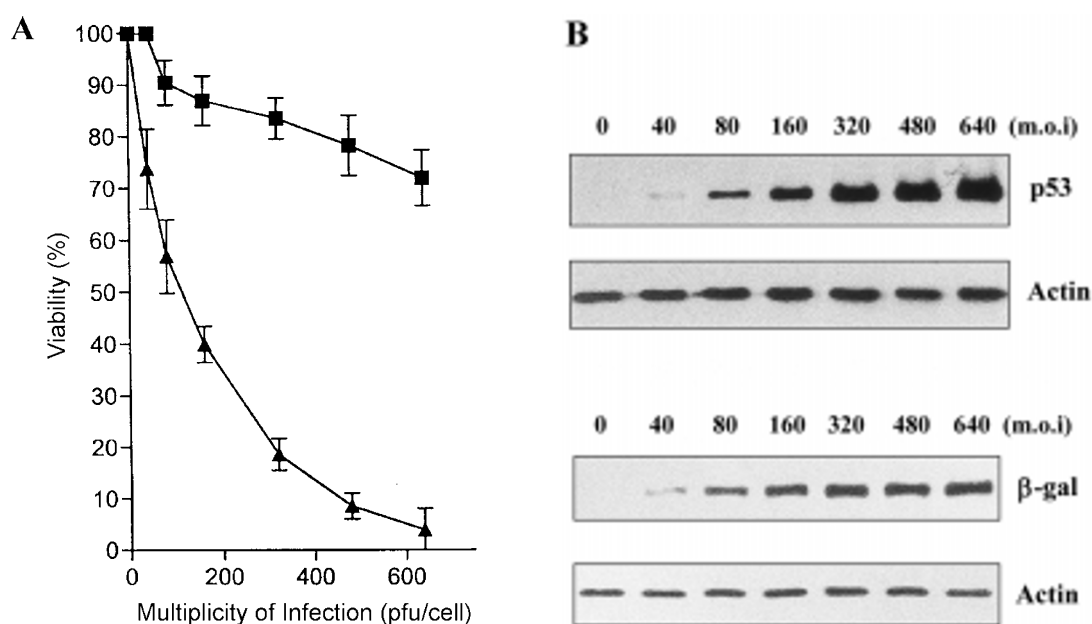 A
100
90
80
70
60
50
40
30
20
10
0
Viability (%)
0 200 400 600
Multiplicity of Infection (pfu/cell)
B
0 40 80 160 320 480 640 (m.o.i)
p53
Actin
0 40 80 160 320 480 640 (m.o.i)
β-gal
Actin